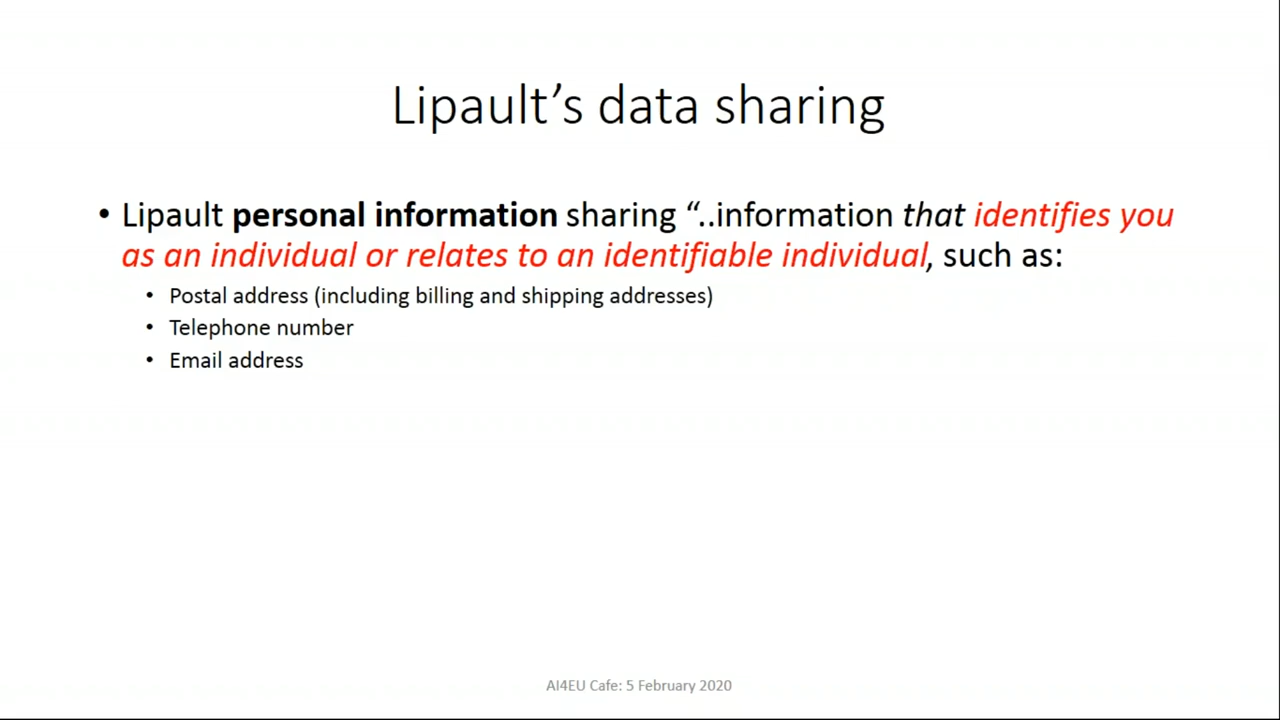 Lipault’s data sharing
• Lipault personal information sharing “..information that identifies you
as an individual or relates to an identifiable individual, such as:
• Postal address (including billing and shipping addresses)
• Telephone number
• Email address
AI4EU Cafe: 5 February 2020